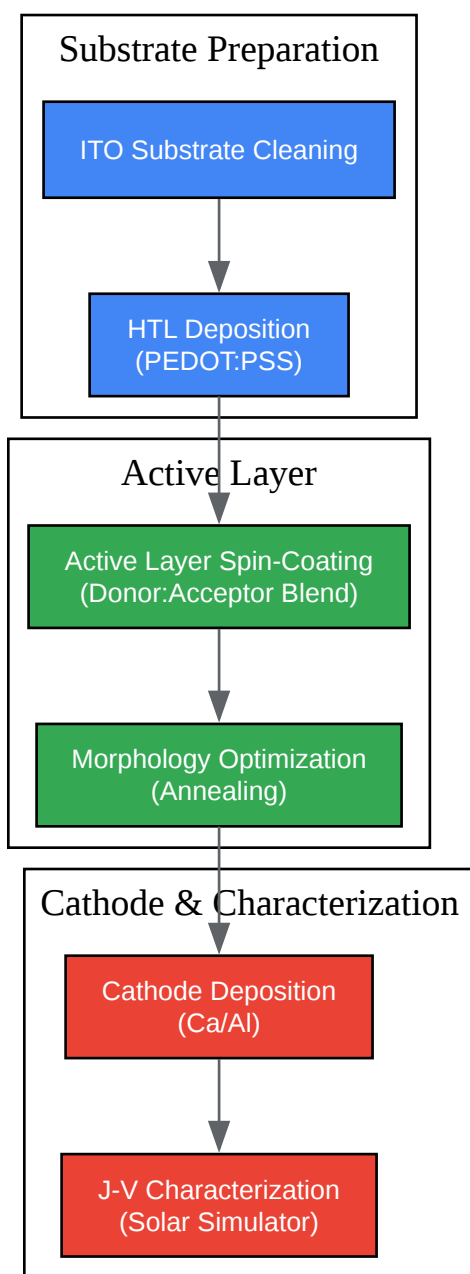 Substrate Preparation
ITO Substrate Cleaning
HTL Deposition
(PEDOT:PSS)
Active Layer
Active Layer Spin-Coating
(Donor:Acceptor Blend)
Morphology Optimization
(Annealing)
Cathode & Characterization
Cathode Deposition
(Ca/Al)
J-V Characterization
(Solar Simulator)